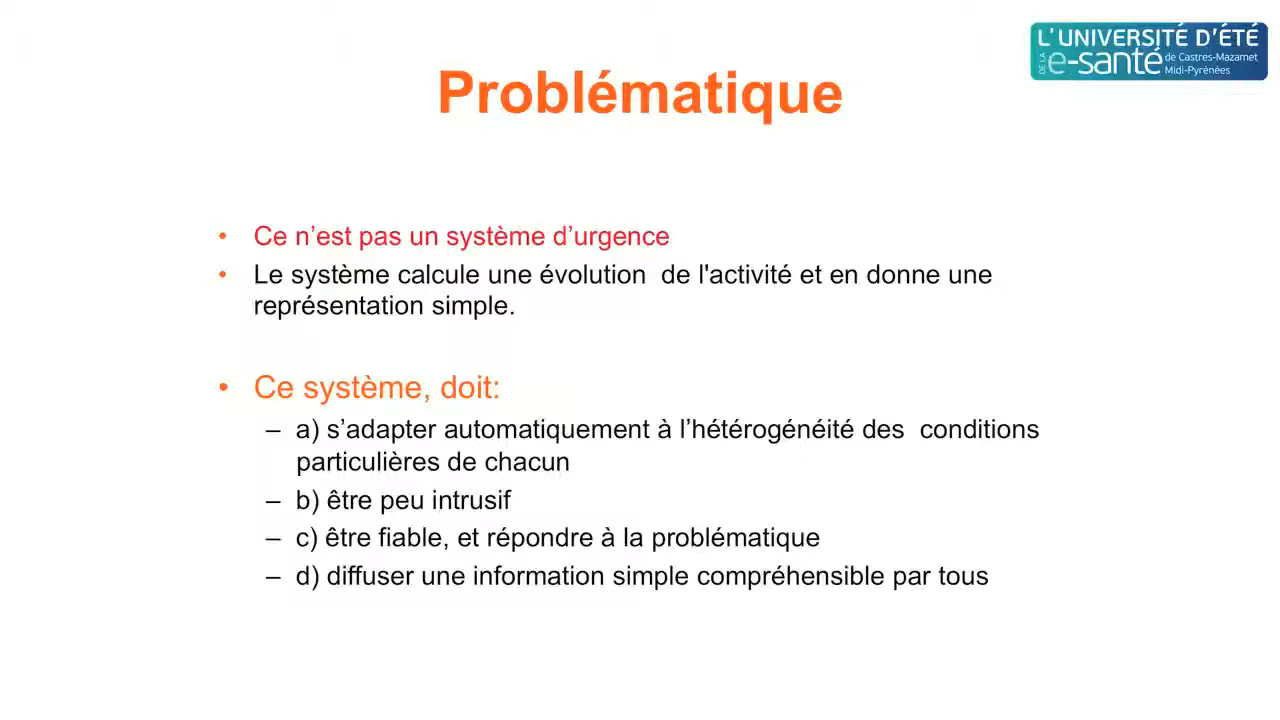 L'UNIVERSITÉ D'ÉTÉ
DE LA e-santé de Castres-Mazamet
Midi-Pyrénées
Problématique
• Ce n’est pas un système d’urgence
• Le système calcule une évolution de l'activité et en donne une
représentation simple.
• Ce système, doit:
– a) s’adapter automatiquement à l’hétérogénéité des conditions
particulières de chacun
– b) être peu intrusif
– c) être fiable, et répondre à la problématique
– d) diffuser une information simple compréhensible par tous